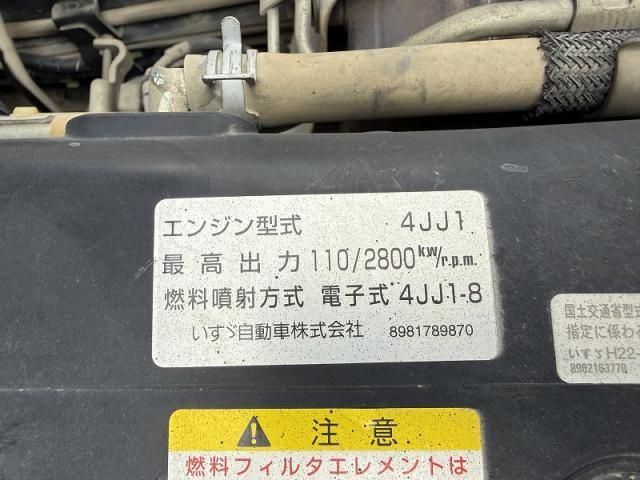 エンジン型式 4JJ1
最高出力 110/2800kW/r.p.m.
燃料噴射方式 電子式 4JJ1-8
いすゞ自動車株式会社 8981789870
国土交通省型式
指定に係わ
いすゞH22
8982163770
⚠ 注意
燃料フィルタエレメントは